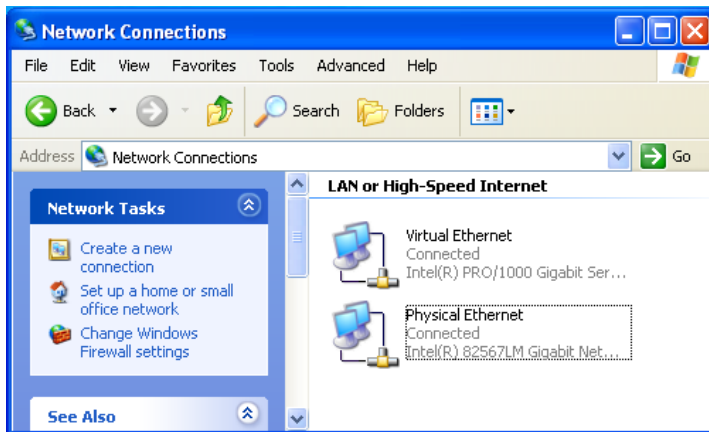 Network Connections
File Edit View Favorites Tools Advanced Help
Back Search Folders
Address Network Connections Go
Network Tasks
Create a new
connection
Set up a home or small
office network
Change Windows
Firewall settings
See Also
LAN or High-Speed Internet
Virtual Ethernet
Connected
Intel(R) PRO/1000 Gigabit Ser...
Physical Ethernet
Connected
Intel(R) 82567LM Gigabit Net...